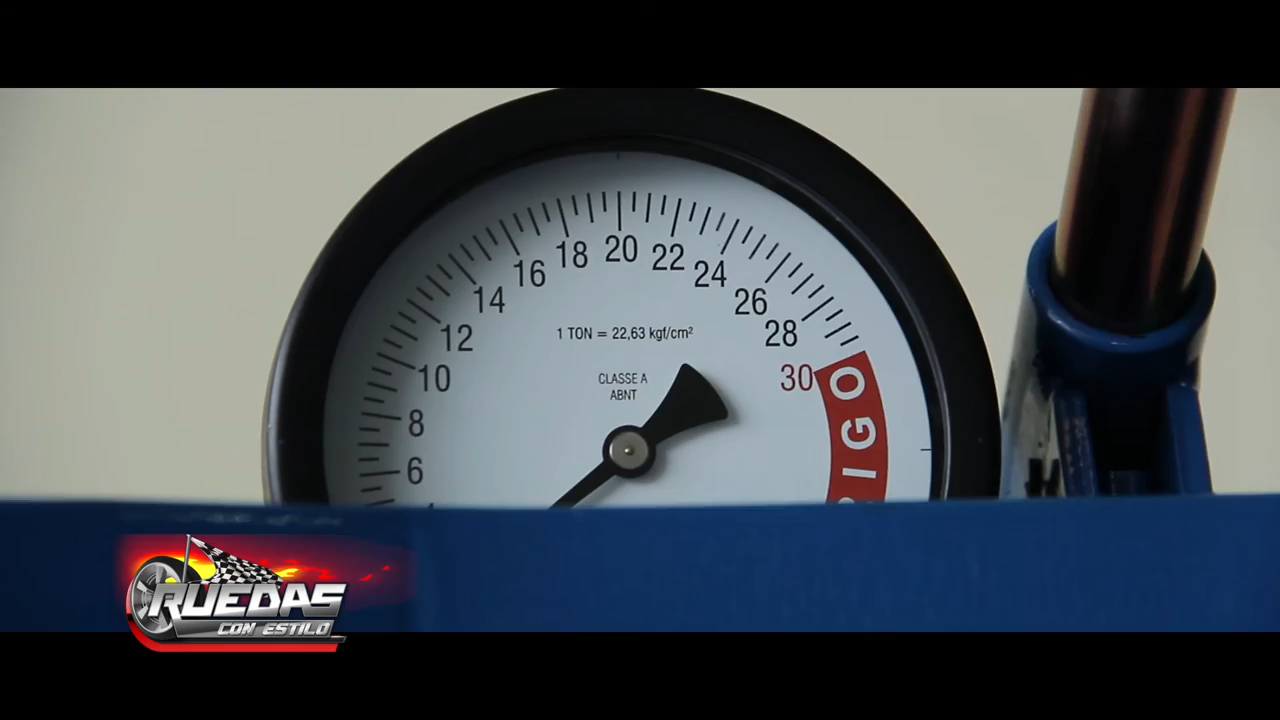 6
8
10
12
14
16
18
20
22
24
26
28
30
1 TON = 22,63 kgf/cm²
CLASSE A
ABNT
IGO
RUEDAS
CON ESTILO